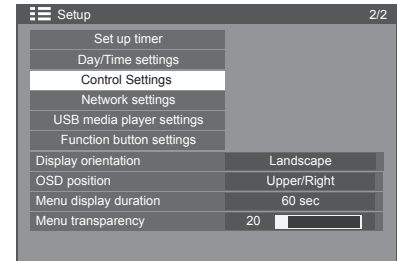 Setup 2/2
Set up timer
Day/Time settings
Control Settings
Network settings
USB media player settings
Function button settings
Display orientation Landscape
OSD position Upper/Right
Menu display duration 60 sec
Menu transparency 20